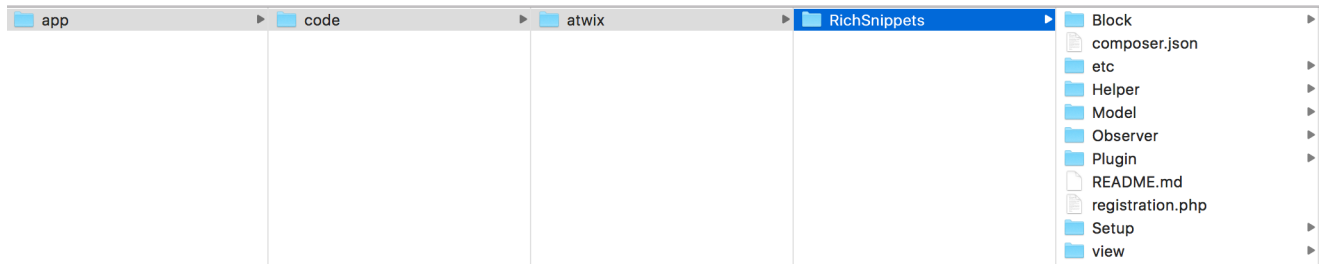 app
code
atwix
RichSnippets
Block
composer.json
etc
Helper
Model
Observer
Plugin
README.md
registration.php
Setup
view